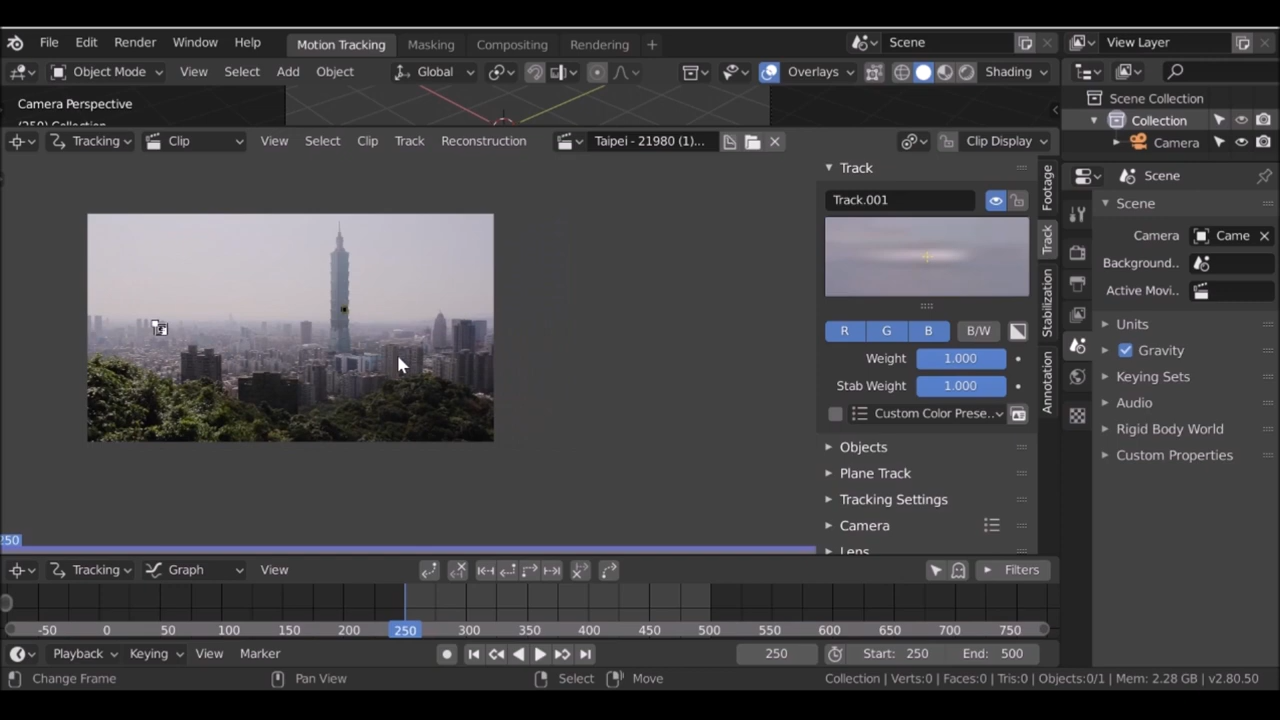 File Edit Render Window Help Motion Tracking Masking Compositing Rendering + Scene View Layer
Object Mode View Select Add Object Global Overlays Shading
Camera Perspective
(250) Collection
Scene Collection
Collection
Camera
Tracking Clip View Select Clip Track Reconstruction Taipei - 21980 (1)... Clip Display
Track
Track.001
R G B B/W
Weight 1.000
Stab Weight 1.000
Custom Color Prese..
Objects
Plane Track
Tracking Settings
Camera
Lens
Footage
Track
Stabilization
Annotation
Scene
Scene
Camera Came
Background..
Active Movi..
Units
Gravity
Keying Sets
Audio
Rigid Body World
Custom Properties
250
Tracking Graph View Filters
-50 0 50 100 150 200 250 300 350 400 450 500 550 600 650 700 750
Playback Keying View Marker 250 Start: 250 End: 500
Change Frame Pan View Select Move Collection | Verts:0 | Faces:0 | Tris:0 | Objects:0/1 | Mem: 2.28 GB | v2.80.50